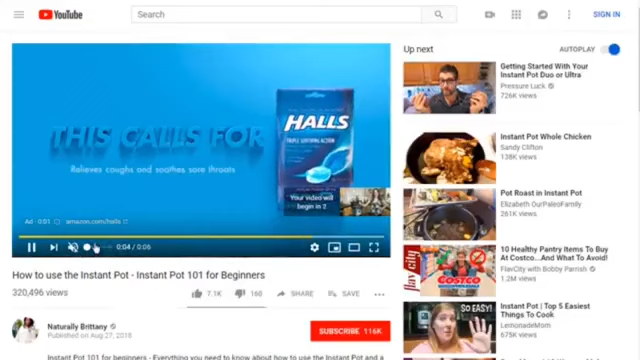 YouTube
Search
SIGN IN
THIS CALLS FOR
Relieves coughs and soothes sore throats
HALLS
TRIPLE SOOTHING ACTION
Your video will
begin in 2
Ad · 0:01
amazon.com/halls
0:04 / 0:06
How to use the Instant Pot - Instant Pot 101 for Beginners
320,496 views
7.1K
160
SHARE
SAVE
Naturally Brittany
Published on Aug 27, 2018
SUBSCRIBE 116K
Instant Pot 101 for beginners - Everything you need to know about how to use the Instant Pot and a
Up next
AUTOPLAY
Getting Started With Your
Instant Pot Duo or Ultra
Pressure Luck
726K views
Instant Pot Whole Chicken
Sandy Clifton
138K views
Pot Roast in Instant Pot
Elizabeth OurPaleoFamily
261K views
flav city
COSTCO
10 Healthy Pantry Items To Buy
At Costco...And What To Avoid!
FlavCity with Bobby Parrish
1.2M views
SO EASY!
Instant Pot | Top 5 Easiest
Things To Cook
LemonadeMom
675K views